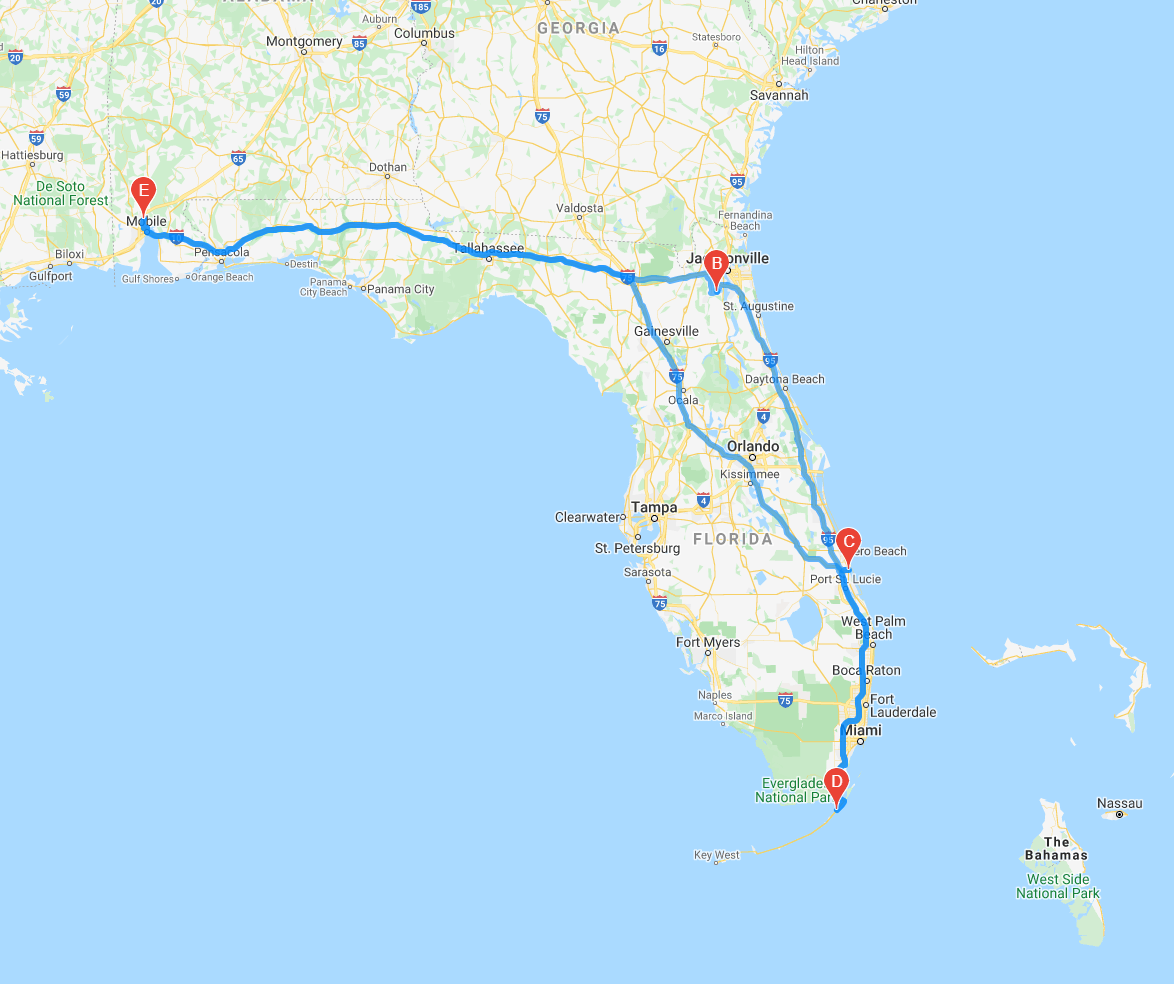 Charleston
185
20
Auburn
Columbus
GEORGIA
Montgomery
85
Statesboro
16
20
Hilton
Head Island
59
Savannah
75
59
Hattiesburg
65
Dothan
De Soto
National Forest
95
E
Valdosta
Fernandina
Beach
Mobile
10
Tallahassee
Pensacola
Biloxi
Jacksonville
B
Destin
Gulfport
Gulf Shores
Orange Beach
Panama
City Beach
Panama City
St. Augustine
Gainesville
95
75
Daytona Beach
Ocala
4
Orlando
Kissimmee
4
Tampa
Clearwater
FLORIDA
95
C
St. Petersburg
Vero Beach
Sarasota
Port St. Lucie
75
West Palm
Beach
Fort Myers
Boca Raton
Naples
75
Fort
Lauderdale
Marco Island
Miami
D
Everglades
National Park
Nassau
Key West
The
Bahamas
West Side
National Park